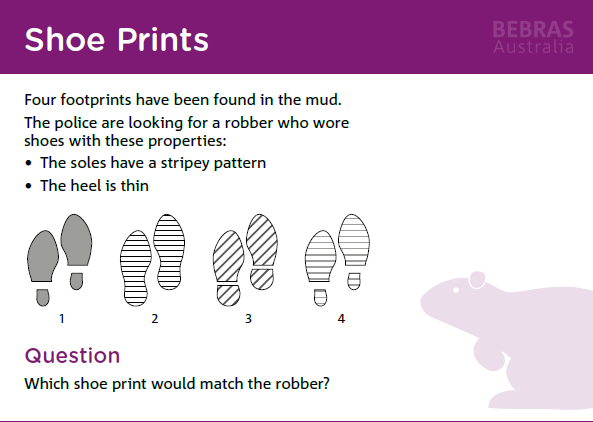 Shoe Prints
BEBRAS
Australia
Four footprints have been found in the mud.
The police are looking for a robber who wore
shoes with these properties:
• The soles have a stripey pattern
• The heel is thin
1 2 3 4
Question
Which shoe print would match the robber?